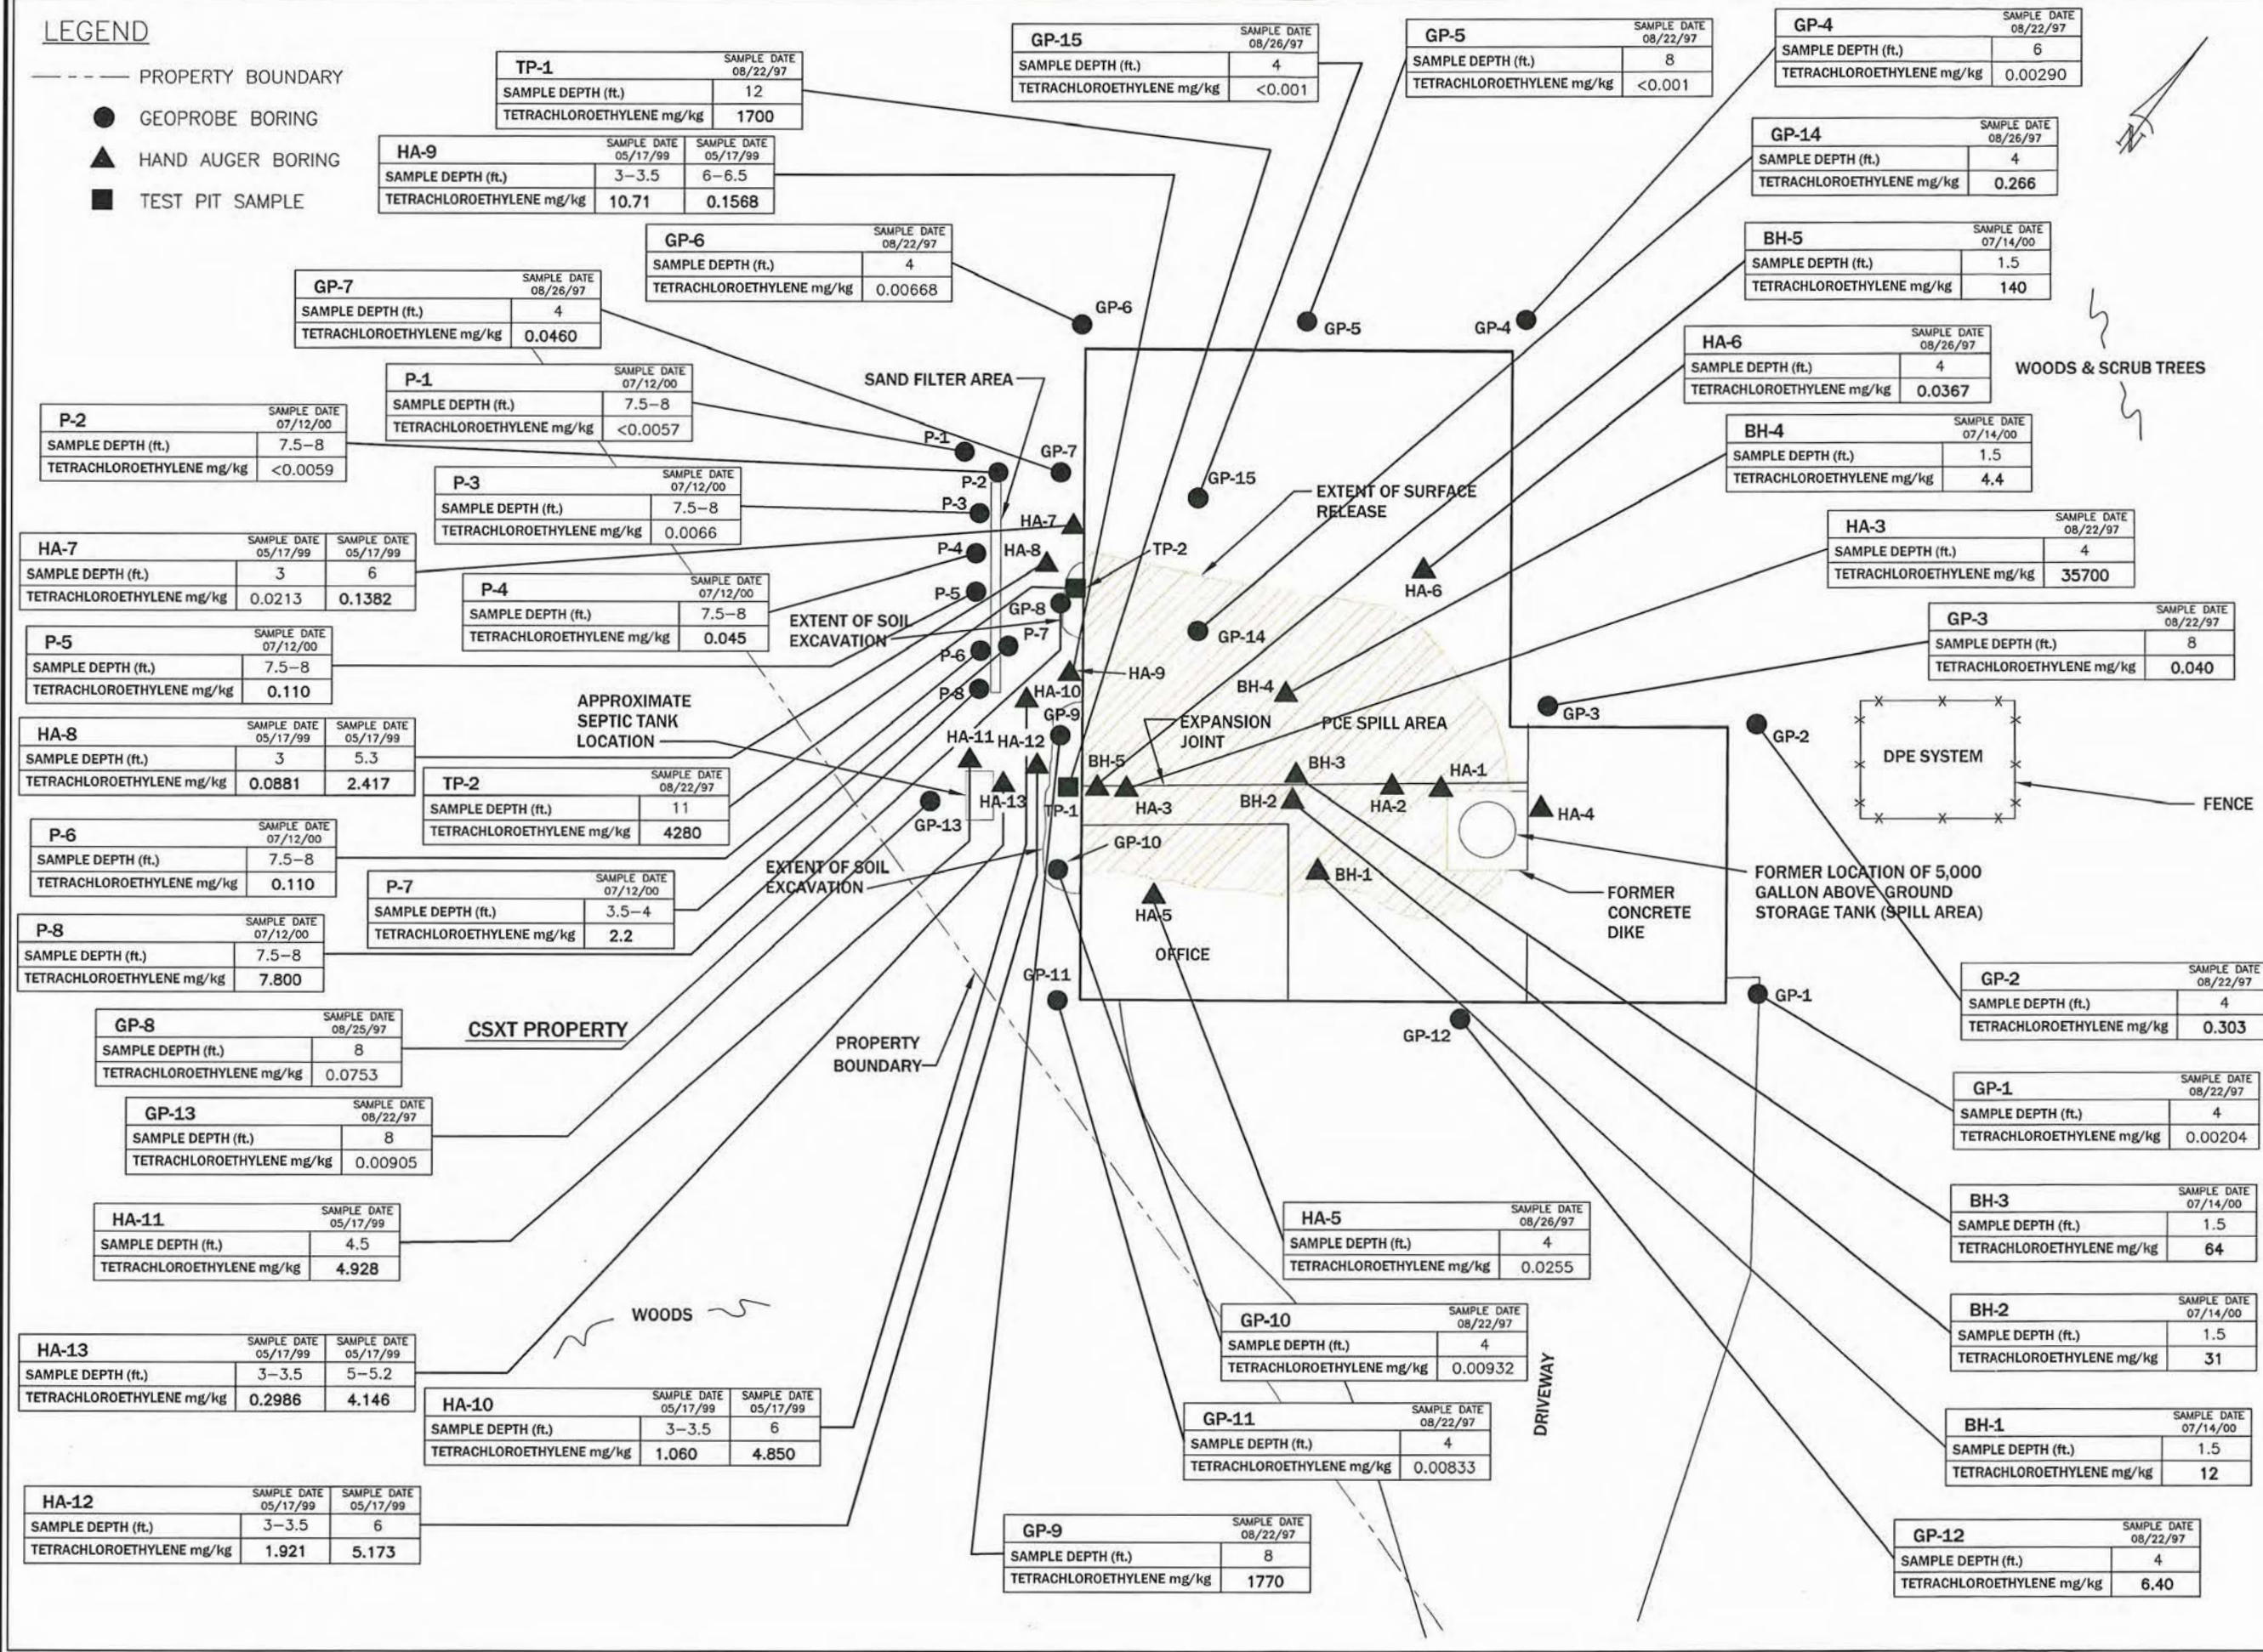 LEGEND
PROPERTY BOUNDARY
GEOPROBE BORING
HAND AUGER BORING
TEST PIT SAMPLE
TP-1 SAMPLE DATE 08/22/97
SAMPLE DEPTH (ft.) 12
TETRACHLOROETHYLENE mg/kg 1700
GP-15 SAMPLE DATE 08/26/97
SAMPLE DEPTH (ft.) 4
TETRACHLOROETHYLENE mg/kg <0.001
GP-5 SAMPLE DATE 08/22/97
SAMPLE DEPTH (ft.) 8
TETRACHLOROETHYLENE mg/kg <0.001
GP-4 SAMPLE DATE 08/22/97
SAMPLE DEPTH (ft.) 6
TETRACHLOROETHYLENE mg/kg 0.00290
N
HA-9 SAMPLE DATE 05/17/99 SAMPLE DATE 05/17/99
SAMPLE DEPTH (ft.) 3-3.5 6-6.5
TETRACHLOROETHYLENE mg/kg 10.71 0.1568
GP-14 SAMPLE DATE 08/26/97
SAMPLE DEPTH (ft.) 4
TETRACHLOROETHYLENE mg/kg 0.266
GP-6 SAMPLE DATE 08/22/97
SAMPLE DEPTH (ft.) 4
TETRACHLOROETHYLENE mg/kg 0.00668
BH-5 SAMPLE DATE 07/14/00
SAMPLE DEPTH (ft.) 1.5
TETRACHLOROETHYLENE mg/kg 140
GP-7 SAMPLE DATE 08/26/97
SAMPLE DEPTH (ft.) 4
TETRACHLOROETHYLENE mg/kg 0.0460
HA-6 SAMPLE DATE 08/26/97
SAMPLE DEPTH (ft.) 4
TETRACHLOROETHYLENE mg/kg 0.0367
WOODS & SCRUB TREES
P-1 SAMPLE DATE 07/12/00
SAMPLE DEPTH (ft.) 7.5-8
TETRACHLOROETHYLENE mg/kg <0.0057
P-2 SAMPLE DATE 07/12/00
SAMPLE DEPTH (ft.) 7.5-8
TETRACHLOROETHYLENE mg/kg <0.0059
BH-4 SAMPLE DATE 07/14/00
SAMPLE DEPTH (ft.) 1.5
TETRACHLOROETHYLENE mg/kg 4.4
P-3 SAMPLE DATE 07/12/00
SAMPLE DEPTH (ft.) 7.5-8
TETRACHLOROETHYLENE mg/kg 0.0066
HA-3 SAMPLE DATE 08/22/97
SAMPLE DEPTH (ft.) 4
TETRACHLOROETHYLENE mg/kg 35700
HA-7 SAMPLE DATE 05/17/99 SAMPLE DATE 05/17/99
SAMPLE DEPTH (ft.) 3 6
TETRACHLOROETHYLENE mg/kg 0.0213 0.1382
P-4 SAMPLE DATE 07/12/00
SAMPLE DEPTH (ft.) 7.5-8
TETRACHLOROETHYLENE mg/kg 0.045
GP-3 SAMPLE DATE 08/22/97
SAMPLE DEPTH (ft.) 8
TETRACHLOROETHYLENE mg/kg 0.040
P-5 SAMPLE DATE 07/12/00
SAMPLE DEPTH (ft.) 7.5-8
TETRACHLOROETHYLENE mg/kg 0.110
HA-8 SAMPLE DATE 05/17/99 SAMPLE DATE 05/17/99
SAMPLE DEPTH (ft.) 3 5.3
TETRACHLOROETHYLENE mg/kg 0.0881 2.417
TP-2 SAMPLE DATE 08/22/97
SAMPLE DEPTH (ft.) 11
TETRACHLOROETHYLENE mg/kg 4280
P-6 SAMPLE DATE 07/12/00
SAMPLE DEPTH (ft.) 7.5-8
TETRACHLOROETHYLENE mg/kg 0.110
P-7 SAMPLE DATE 07/12/00
SAMPLE DEPTH (ft.) 3.5-4
TETRACHLOROETHYLENE mg/kg 2.2
P-8 SAMPLE DATE 07/12/00
SAMPLE DEPTH (ft.) 7.5-8
TETRACHLOROETHYLENE mg/kg 7.800
GP-6
GP-5
GP-4
SAND FILTER AREA
P-1
GP-7
P-2
GP-15
P-3
EXTENT OF SURFACE
RELEASE
HA-7
P-4
HA-8
TP-2
HA-6
P-5
GP-8
EXTENT OF SOIL
EXCAVATION
P-7
GP-14
P-6
HA-9
P-8
HA-10
BH-4
APPROXIMATE
SEPTIC TANK
LOCATION
GP-9
EXPANSION
JOINT
PCE SPILL AREA
GP-3
GP-2
HA-11
HA-12
BH-5
BH-3
HA-1
DPE SYSTEM
HA-13
GP-13
TP-1
HA-3
BH-2
HA-2
HA-4
FENCE
GP-10
EXTENT OF SOIL
EXCAVATION
BH-1
FORMER LOCATION OF 5,000
GALLON ABOVE GROUND
STORAGE TANK (SPILL AREA)
FORMER
CONCRETE
DIKE
HA-5
OFFICE
GP-11
GP-1
GP-12
CSXT PROPERTY
PROPERTY
BOUNDARY
GP-2 SAMPLE DATE 08/22/97
SAMPLE DEPTH (ft.) 4
TETRACHLOROETHYLENE mg/kg 0.303
GP-8 SAMPLE DATE 08/25/97
SAMPLE DEPTH (ft.) 8
TETRACHLOROETHYLENE mg/kg 0.0753
GP-1 SAMPLE DATE 08/22/97
SAMPLE DEPTH (ft.) 4
TETRACHLOROETHYLENE mg/kg 0.00204
GP-13 SAMPLE DATE 08/22/97
SAMPLE DEPTH (ft.) 8
TETRACHLOROETHYLENE mg/kg 0.00905
BH-3 SAMPLE DATE 07/14/00
SAMPLE DEPTH (ft.) 1.5
TETRACHLOROETHYLENE mg/kg 64
HA-11 SAMPLE DATE 05/17/99
SAMPLE DEPTH (ft.) 4.5
TETRACHLOROETHYLENE mg/kg 4.928
HA-5 SAMPLE DATE 08/26/97
SAMPLE DEPTH (ft.) 4
TETRACHLOROETHYLENE mg/kg 0.0255
WOODS
BH-2 SAMPLE DATE 07/14/00
SAMPLE DEPTH (ft.) 1.5
TETRACHLOROETHYLENE mg/kg 31
GP-10 SAMPLE DATE 08/22/97
SAMPLE DEPTH (ft.) 4
TETRACHLOROETHYLENE mg/kg 0.00932
DRIVEWAY
HA-13 SAMPLE DATE 05/17/99 SAMPLE DATE 05/17/99
SAMPLE DEPTH (ft.) 3-3.5 5-5.2
TETRACHLOROETHYLENE mg/kg 0.2986 4.146
HA-10 SAMPLE DATE 05/17/99 SAMPLE DATE 05/17/99
SAMPLE DEPTH (ft.) 3-3.5 6
TETRACHLOROETHYLENE mg/kg 1.060 4.850
GP-11 SAMPLE DATE 08/22/97
SAMPLE DEPTH (ft.) 4
TETRACHLOROETHYLENE mg/kg 0.00833
BH-1 SAMPLE DATE 07/14/00
SAMPLE DEPTH (ft.) 1.5
TETRACHLOROETHYLENE mg/kg 12
HA-12 SAMPLE DATE 05/17/99 SAMPLE DATE 05/17/99
SAMPLE DEPTH (ft.) 3-3.5 6
TETRACHLOROETHYLENE mg/kg 1.921 5.173
GP-9 SAMPLE DATE 08/22/97
SAMPLE DEPTH (ft.) 8
TETRACHLOROETHYLENE mg/kg 1770
GP-12 SAMPLE DATE 08/22/97
SAMPLE DEPTH (ft.) 4
TETRACHLOROETHYLENE mg/kg 6.40